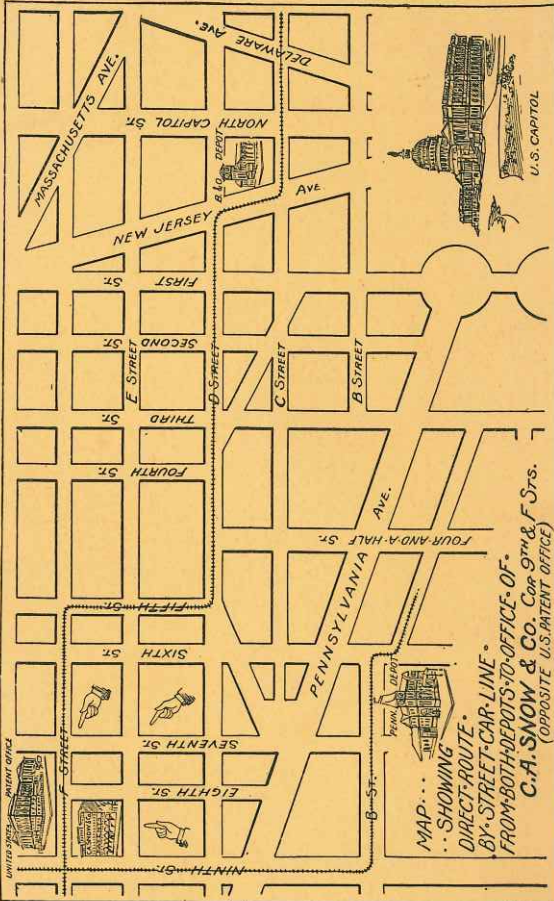 MASSACHUSETTS AVE.
DELAWARE AVE.
NORTH CAPITOL ST.
B.&O. DEPOT
NEW JERSEY AVE
U.S. CAPITOL
FIRST ST.
SECOND ST.
THIRD ST.
FOURTH ST.
FOUR-AND-A-HALF ST.
FIFTH ST.
SIXTH ST.
SEVENTH ST.
EIGHTH ST.
NINTH ST.
E STREET
D STREET
C STREET
B STREET
F STREET
B ST.
PENNSYLVANIA AVE.
PENN. DEPOT
UNITED STATES PATENT OFFICE
C.A.SNOW & CO.
MAP...
..SHOWING
DIRECT·ROUTE·
·BY·STREET·CAR·LINE·
FROM·BOTH·DEPOTS·TO·OFFICE·OF·
C.A.SNOW & CO. COR 9TH & F STS.
(OPPOSITE U.S. PATENT OFFICE)